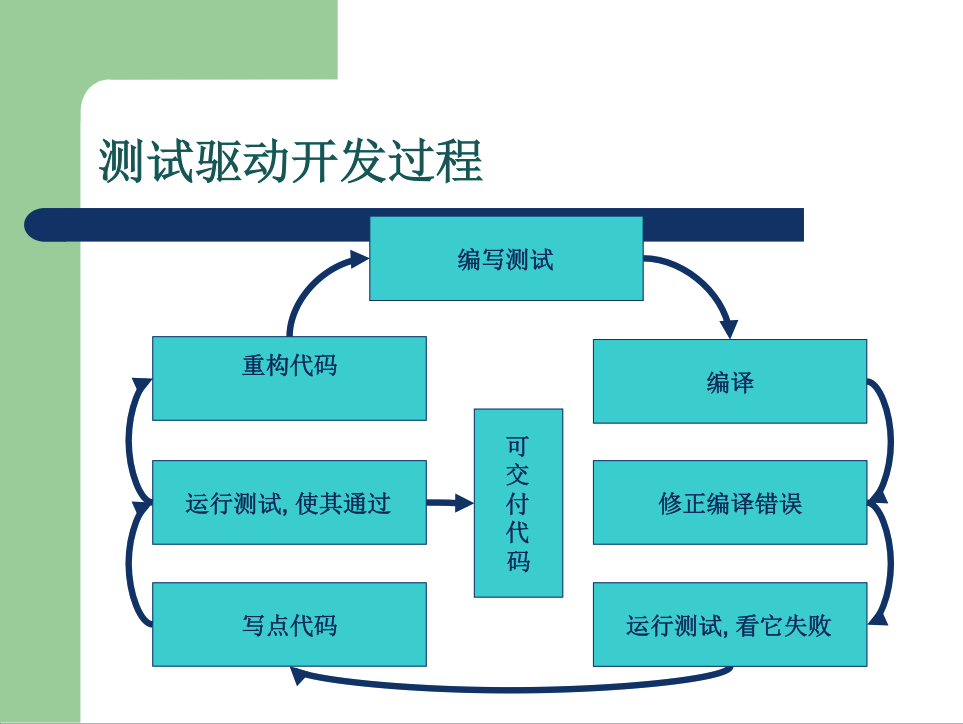 测试驱动开发过程
编写测试
重构代码
编译
可交付代码
运行测试, 使其通过
修正编译错误
写点代码
运行测试, 看它失败